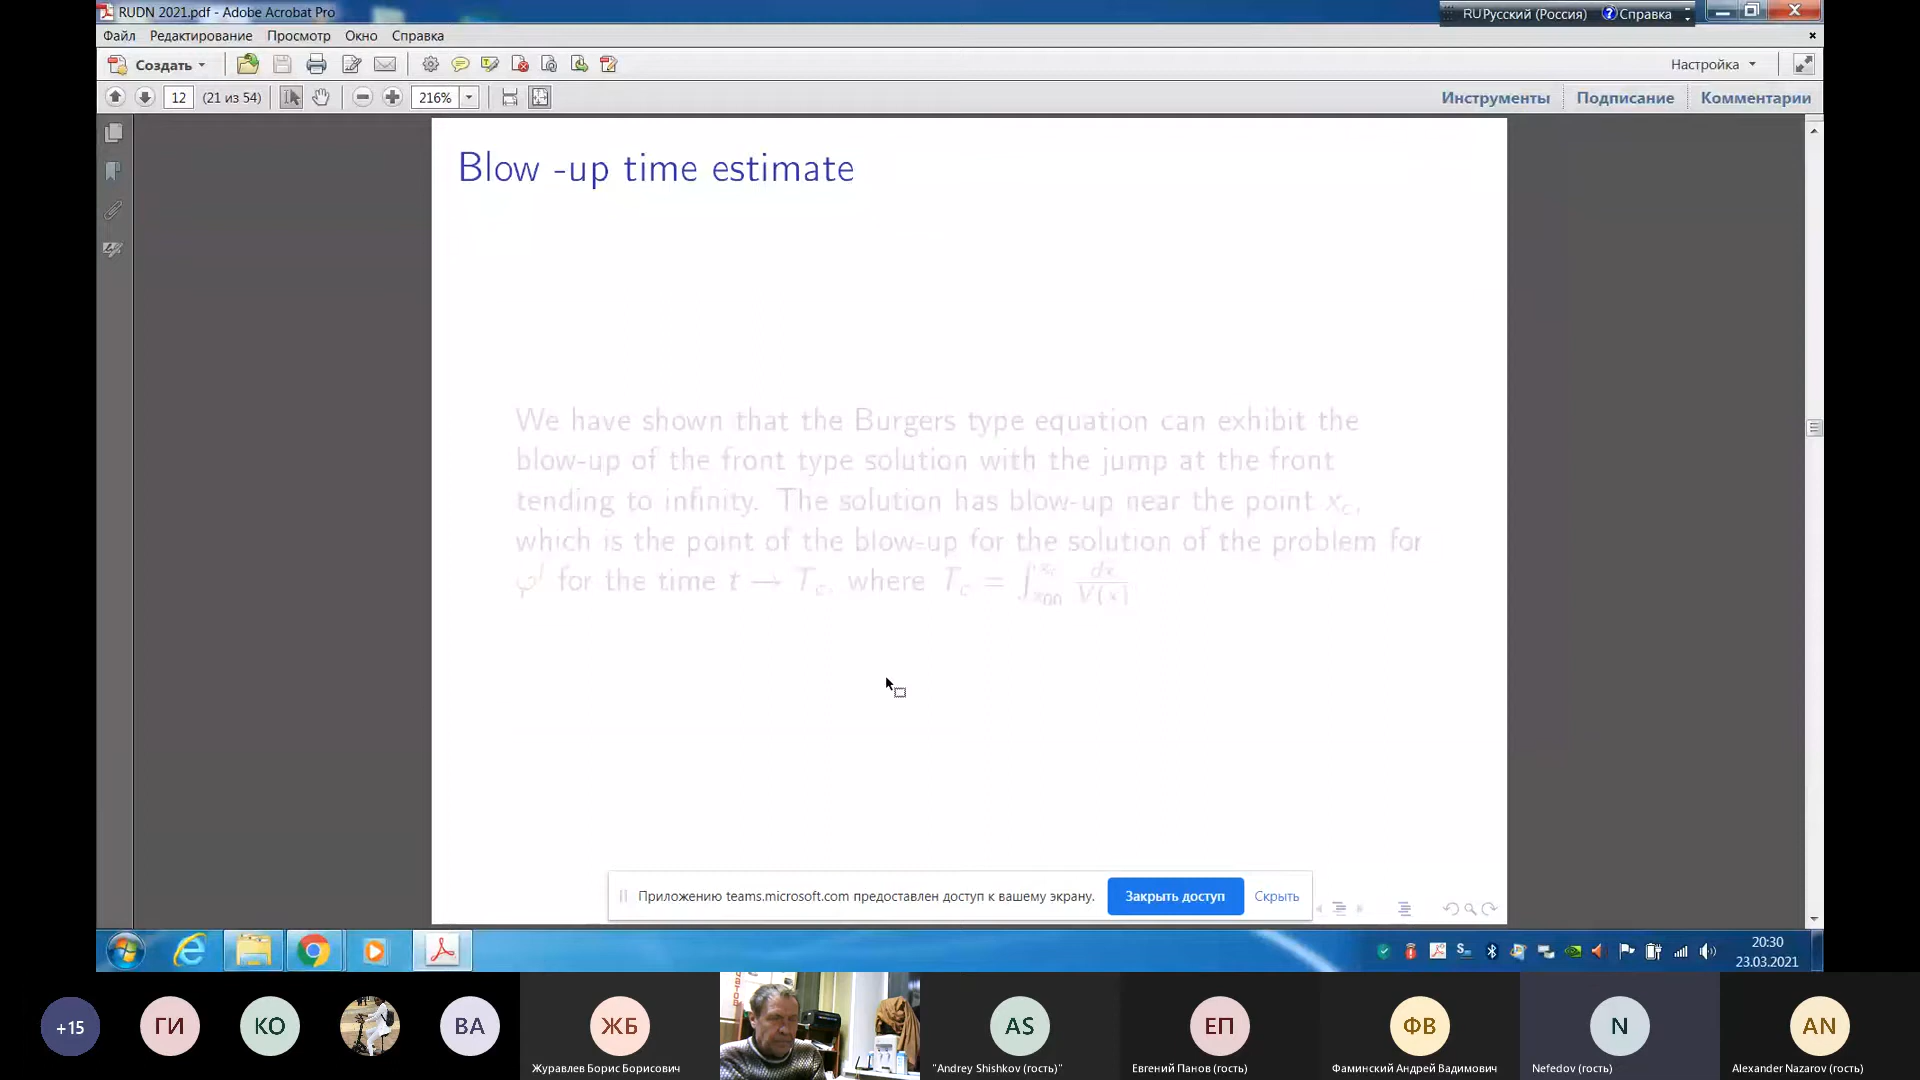 RUDN 2021.pdf - Adobe Acrobat Pro
RU Русский (Россия) Справка
Файл Редактирование Просмотр Окно Справка
Создать
Настройка
12 (21 из 54) 216%
Инструменты Подписание Комментарии
Blow -up time estimate
We have shown that the Burgers type equation can exhibit the
blow-up of the front type solution with the jump at the front
tending to infinity. The solution has blow-up near the point x_c,
which is the point of the blow-up for the solution of the problem for
φ^l for the time t → T_c, where T_c = ∫_{x_{00}}^{x_c} dx/V(x)
Приложению teams.microsoft.com предоставлен доступ к вашему экрану. Закрыть доступ Скрыть
20:30
23.03.2021
+15 ГИ КО ВА ЖБ AS ЕП ФВ N AN
Журавлев Борис Борисович "Andrey Shishkov (гость)" Евгений Панов (гость) Фаминский Андрей Вадимович Nefedov (гость) Alexander Nazarov (гость)